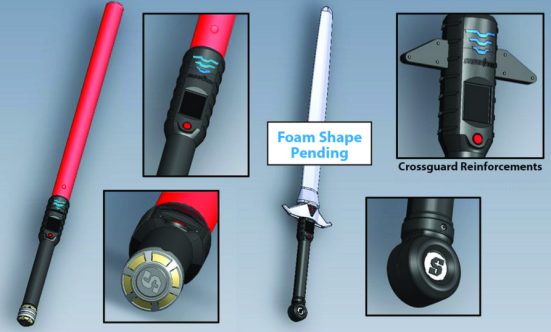 Foam Shape
Pending
Crossguard Reinforcements
S
S